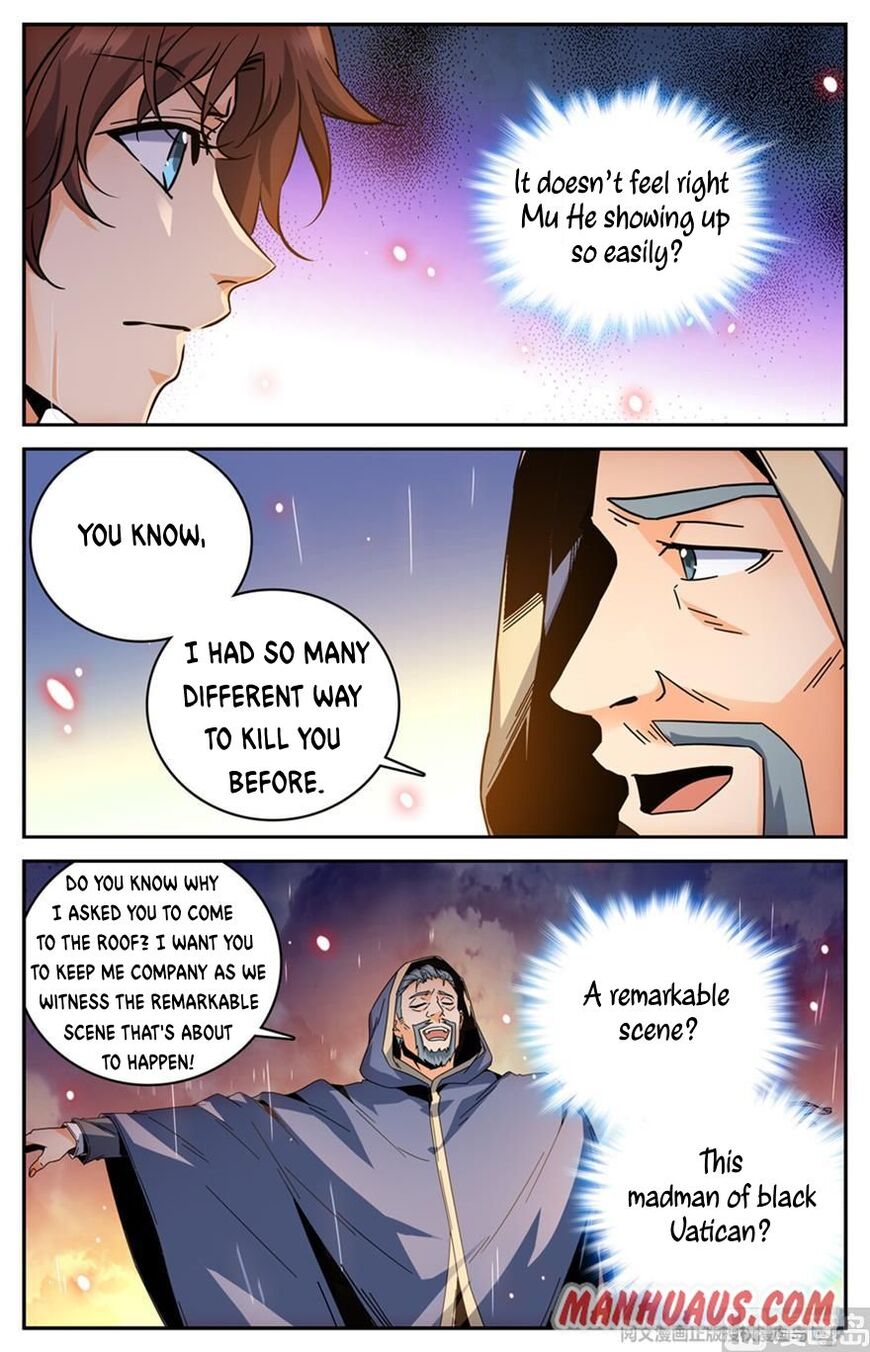 It doesn't feel right
Mu He showing up
so easily?
YOU KNOW,
I HAD SO MANY
DIFFERENT WAY
TO KILL YOU
BEFORE.
DO YOU KNOW WHY
I ASKED YOU TO COME
TO THE ROOF? I WANT YOU
TO KEEP ME COMPANY AS WE
WITNESS THE REMARKABLE
SCENE THAT'S ABOUT
TO HAPPEN!
A remarkable
scene?
This
madman of black
Vatican?
MANHUAUS.COM